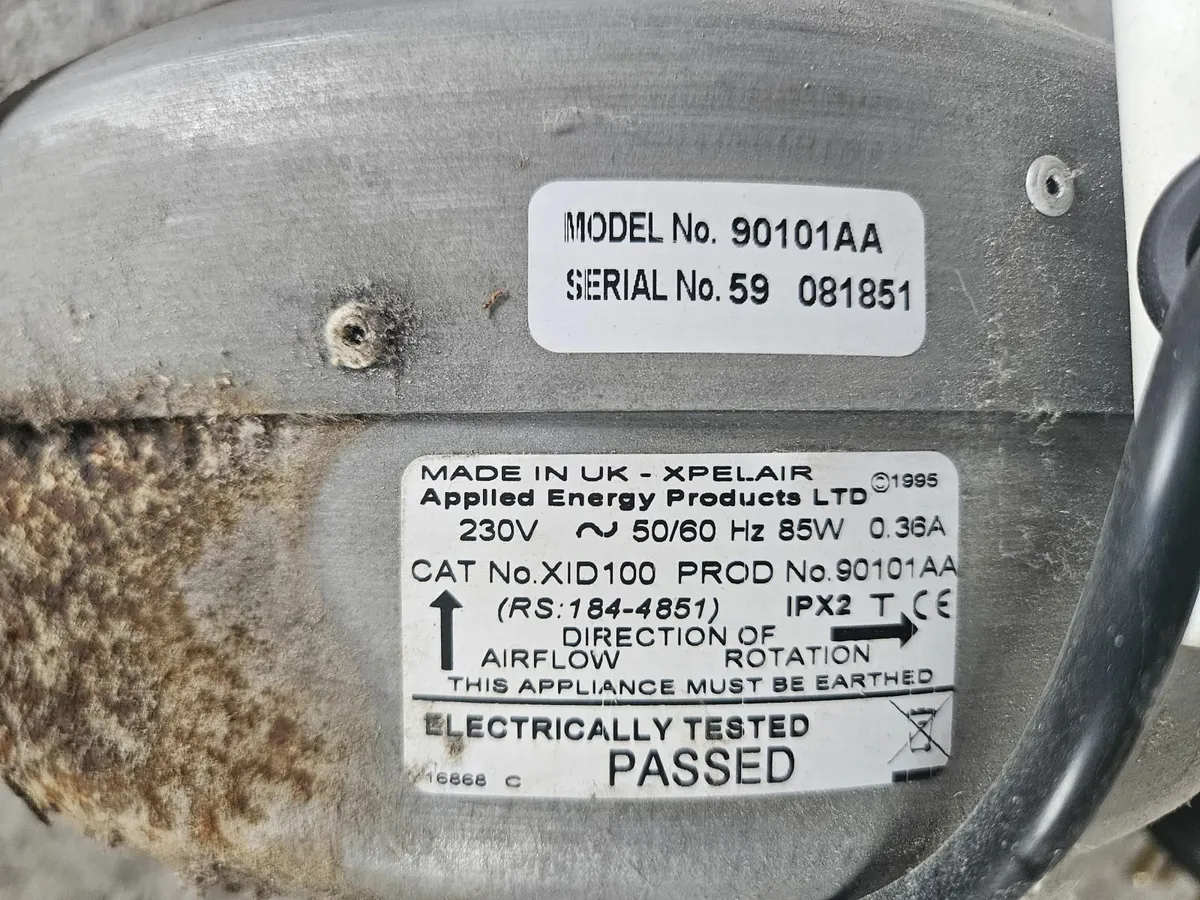 MODEL No. 90101AA
SERIAL No. 59 081851
MADE IN UK - XPELAIR
Applied Energy Products LTD ©1995
230V ~ 50/60 Hz 85W 0.36A
CAT No.XID100 PROD No.90101AA
(RS:184-4851) IPX2 T CE
DIRECTION OF
AIRFLOW ROTATION
THIS APPLIANCE MUST BE EARTHED
ELECTRICALLY TESTED
PASSED
16868 C